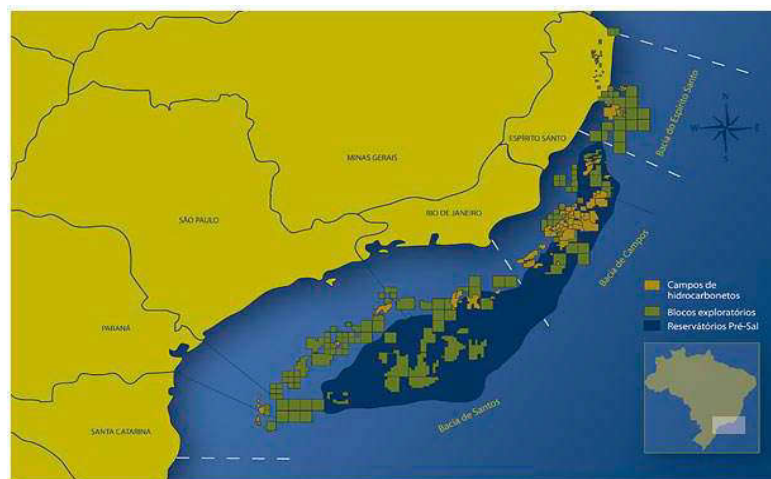 Bacia do Espírito Santo
N
W
E
S
ESPÍRITO SANTO
MINAS GERAIS
SÃO PAULO
RIO DE JANEIRO
Bacia de Campos
Campos de
hidrocarbonetos
Blocos exploratórios
Reservátórios Pré-Sal
PARANÁ
Bacia de Santos
SANTA CATARINA